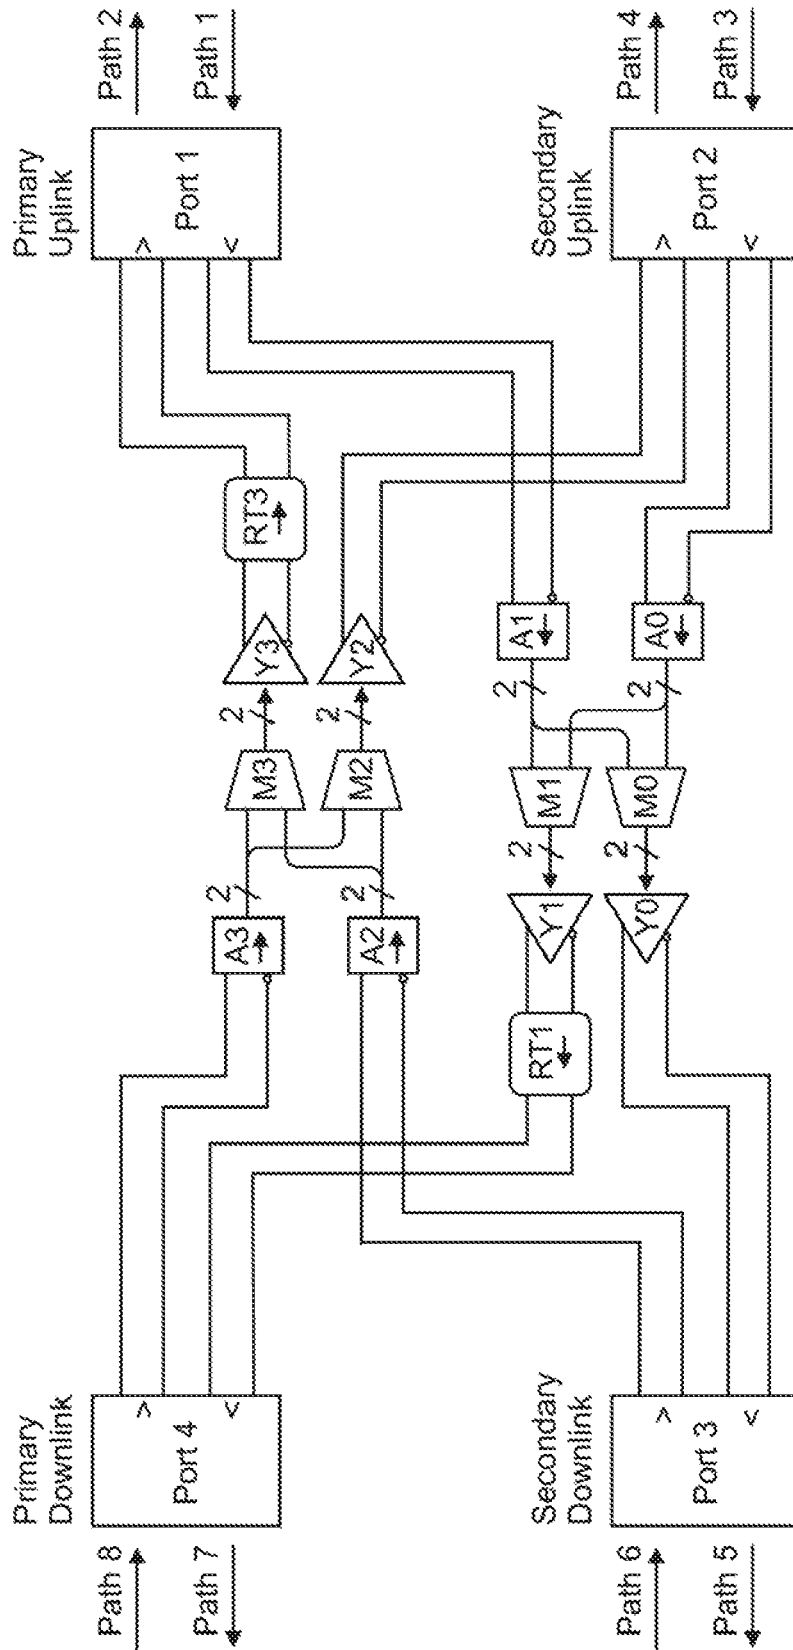 Path 2
Path 1
Path 4
Path 3
Primary
Uplink
Port 1
>
<
Secondary
Uplink
Port 2
>
<
RT3
Y3
Y2
A1
A0
2
2
2
2
M3
M2
M1
M0
2
2
2
2
A3
A2
Y1
Y0
RT1
Primary
Downlink
Port 4
>
<
Secondary
Downlink
Port 3
>
<
Path 8
Path 7
Path 6
Path 5